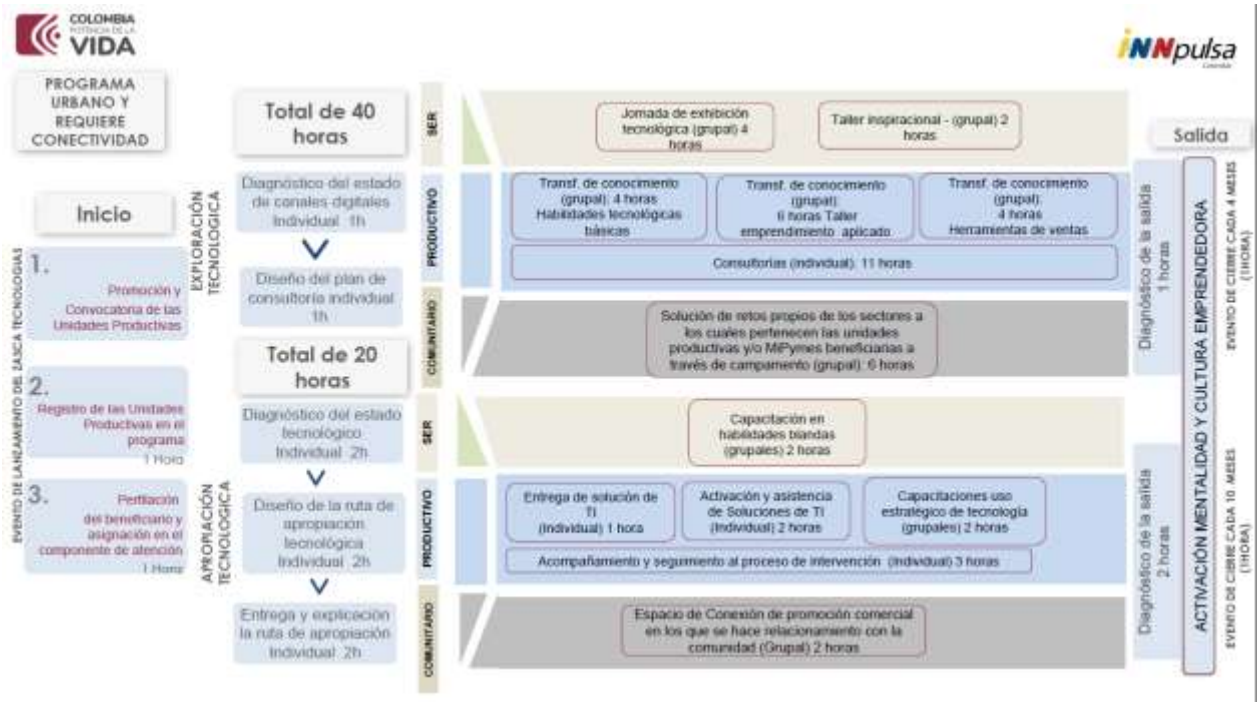 COLOMBIA
POTENCIA DE LA
VIDA
iNNpulsa
Colombia
PROGRAMA
URBANO Y
REQUIERE
CONECTIVIDAD
Inicio
EVENTO DE LANZAMIENTO DEL ZASCA TECNOLOGIAS
1.
Promoción y
Convocatoria de las
Unidades Productivas
2.
Registro de las Unidades
Productivas en el
programa
1 Hora
3.
Perfilación
del beneficiario y
asignación en el
componente de atención
1 Hora
EXPLORACIÓN
TECNOLOGICA
Total de 40
horas
Diagnóstico del estado
de canales digitales
Individual 1h
Diseño del plan de
consultoría individual
1h
SER
Jornada de exhibición
tecnológica (grupal) 4
horas
Taller inspiracional - (grupal) 2
horas
PRODUCTIVO
Transf. de conocimiento
(grupal): 4 horas
Habilidades tecnológicas
básicas
Transf. de conocimiento
(grupal):
6 horas Taller
emprendimiento aplicado
Transf. de conocimiento
(grupal):
4 horas
Herramientas de ventas
Consultorías (individual): 11 horas
COMUNITARIO
Solución de retos propios de los sectores a
los cuales pertenecen las unidades
productivas y/o MiPymes beneficiarias a
través de campamento (grupal): 6 horas
Diagnóstico de la salida
1 horas
APROPIACIÓN
TECNOLOGICA
Total de 20
horas
Diagnóstico del estado
tecnológico
Individual 2h
Diseño de la ruta de
apropiación
tecnológica
Individual 2h
Entrega y explicación
la ruta de apropiación
Individual 2h
SER
Capacitación en
habilidades blandas
(grupales) 2 horas
PRODUCTIVO
Entrega de solución de
TI
(Individual) 1 hora
Activación y asistencia
de Soluciones de TI
(Individual) 2 horas
Capacitaciones uso
estratégico de tecnología
(grupales) 2 horas
Acompañamiento y seguimiento al proceso de intervención (Individual) 3 horas
COMUNITARIO
Espacio de Conexión de promoción comercial
en los que se hace relacionamiento con la
comunidad (Grupal) 2 horas
Diagnóstico de la salida
2 horas
Salida
ACTIVACIÓN MENTALIDAD Y CULTURA EMPRENDEDORA
EVENTO DE CIERRE CADA 4 MESES
(1HORA)
EVENTO DE CIERRE CADA 10 MESES
(1HORA)